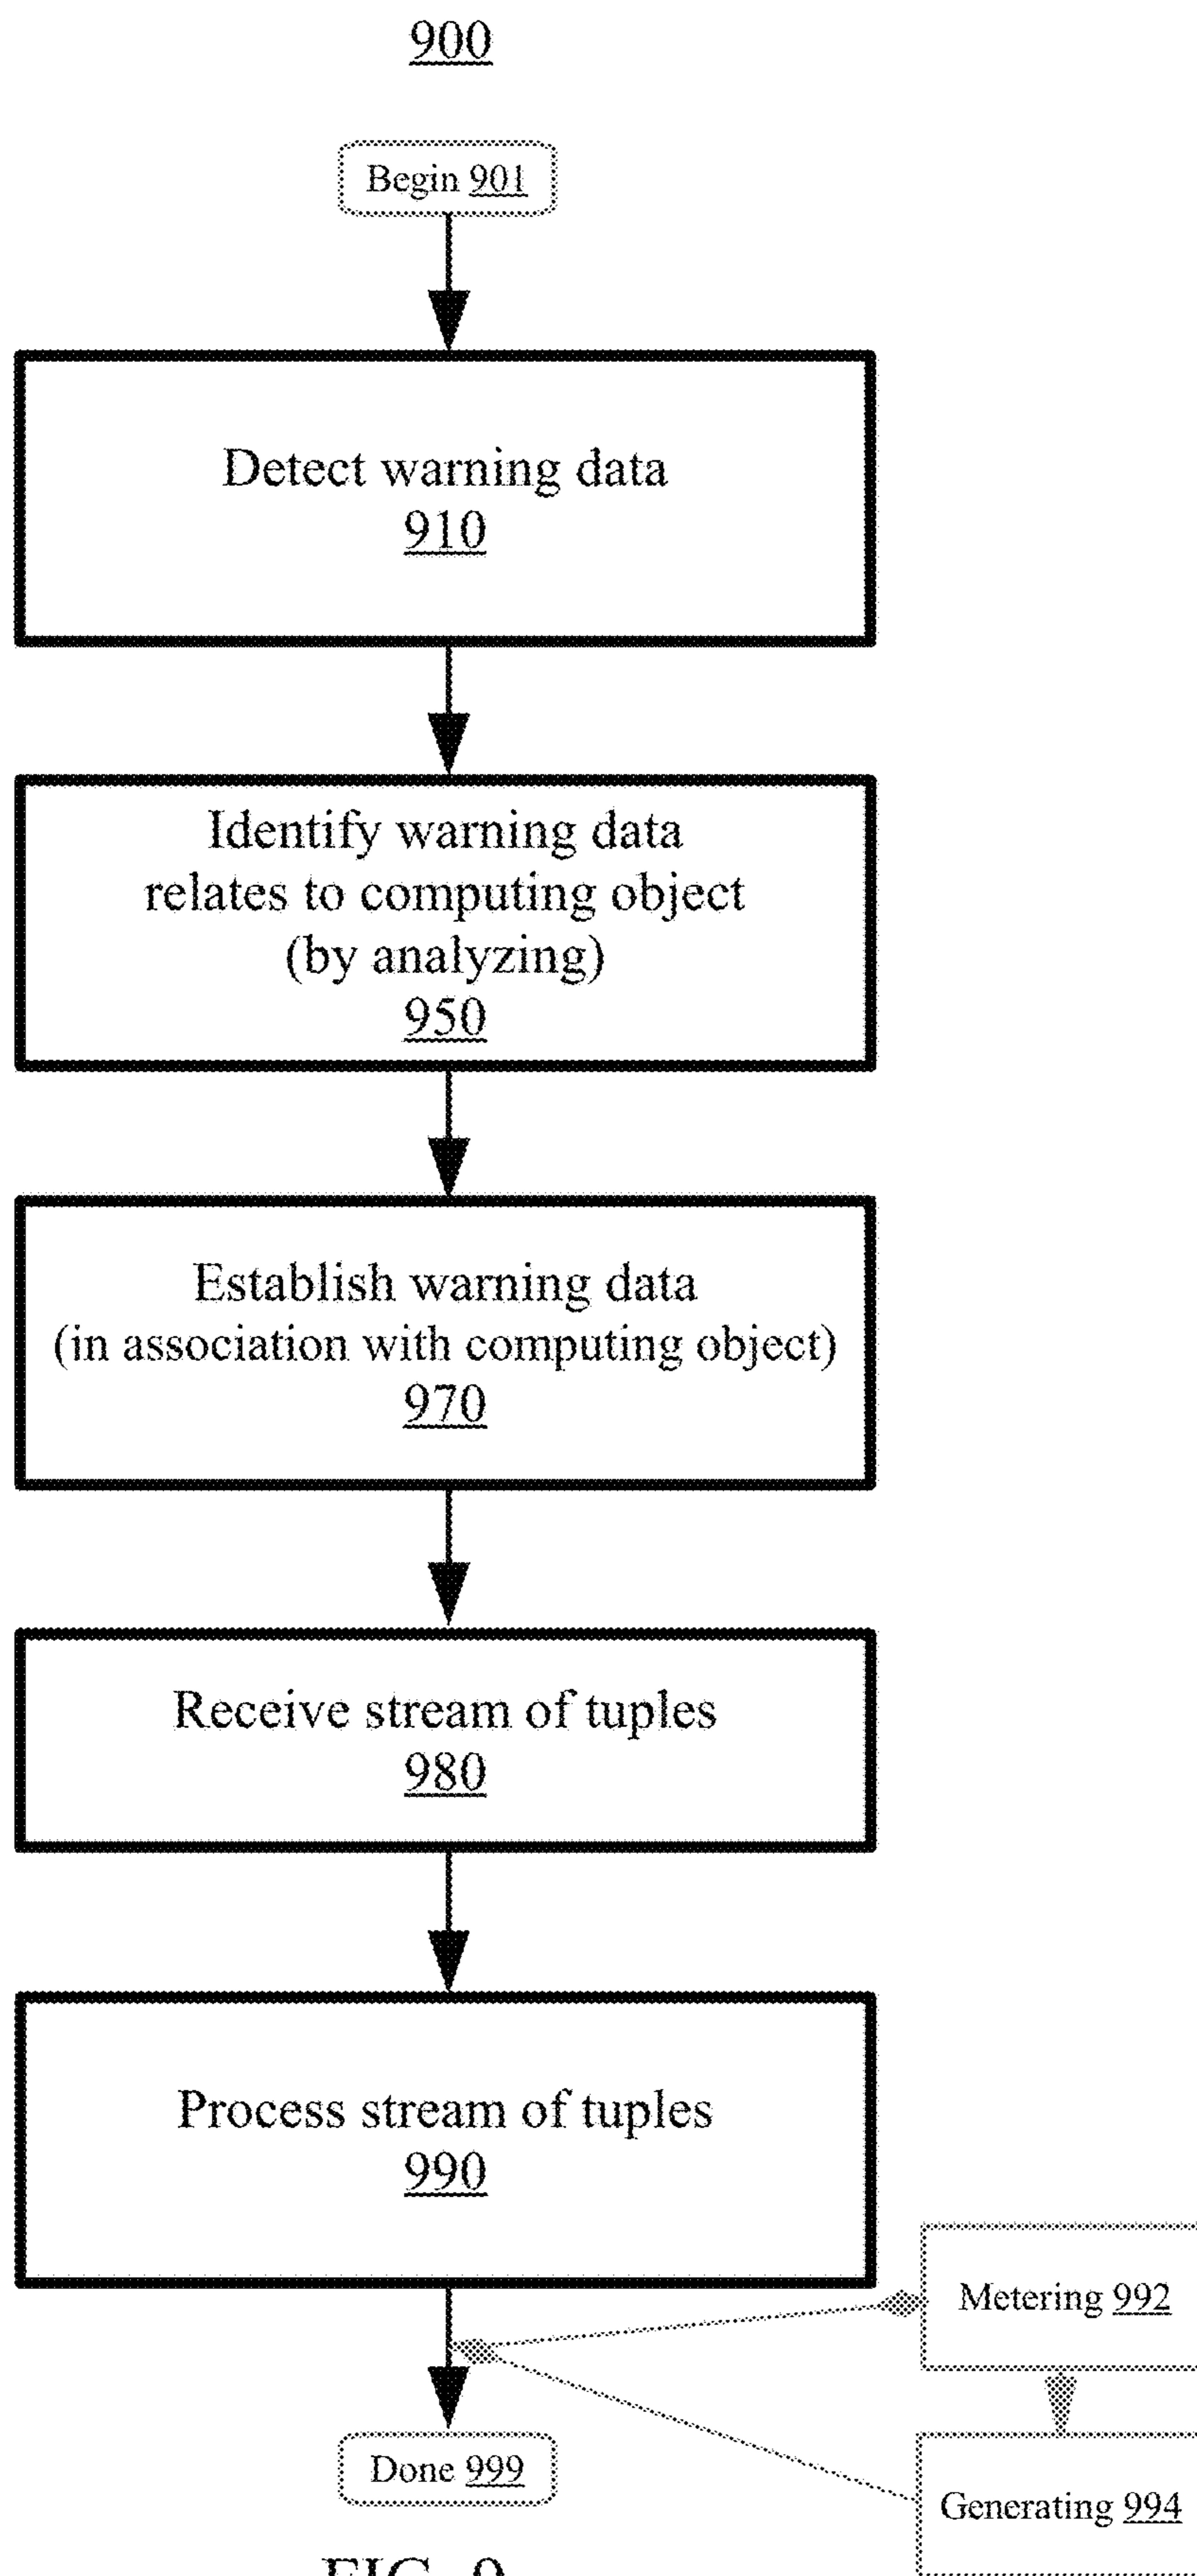 900
Begin 901
Detect warning data
910
Identify warning data
relates to computing object
(by analyzing)
950
Establish warning data
(in association with computing object)
970
Receive stream of tuples
980
Process stream of tuples
990
Metering 992
Done 999
Generating 994
FIG. 9